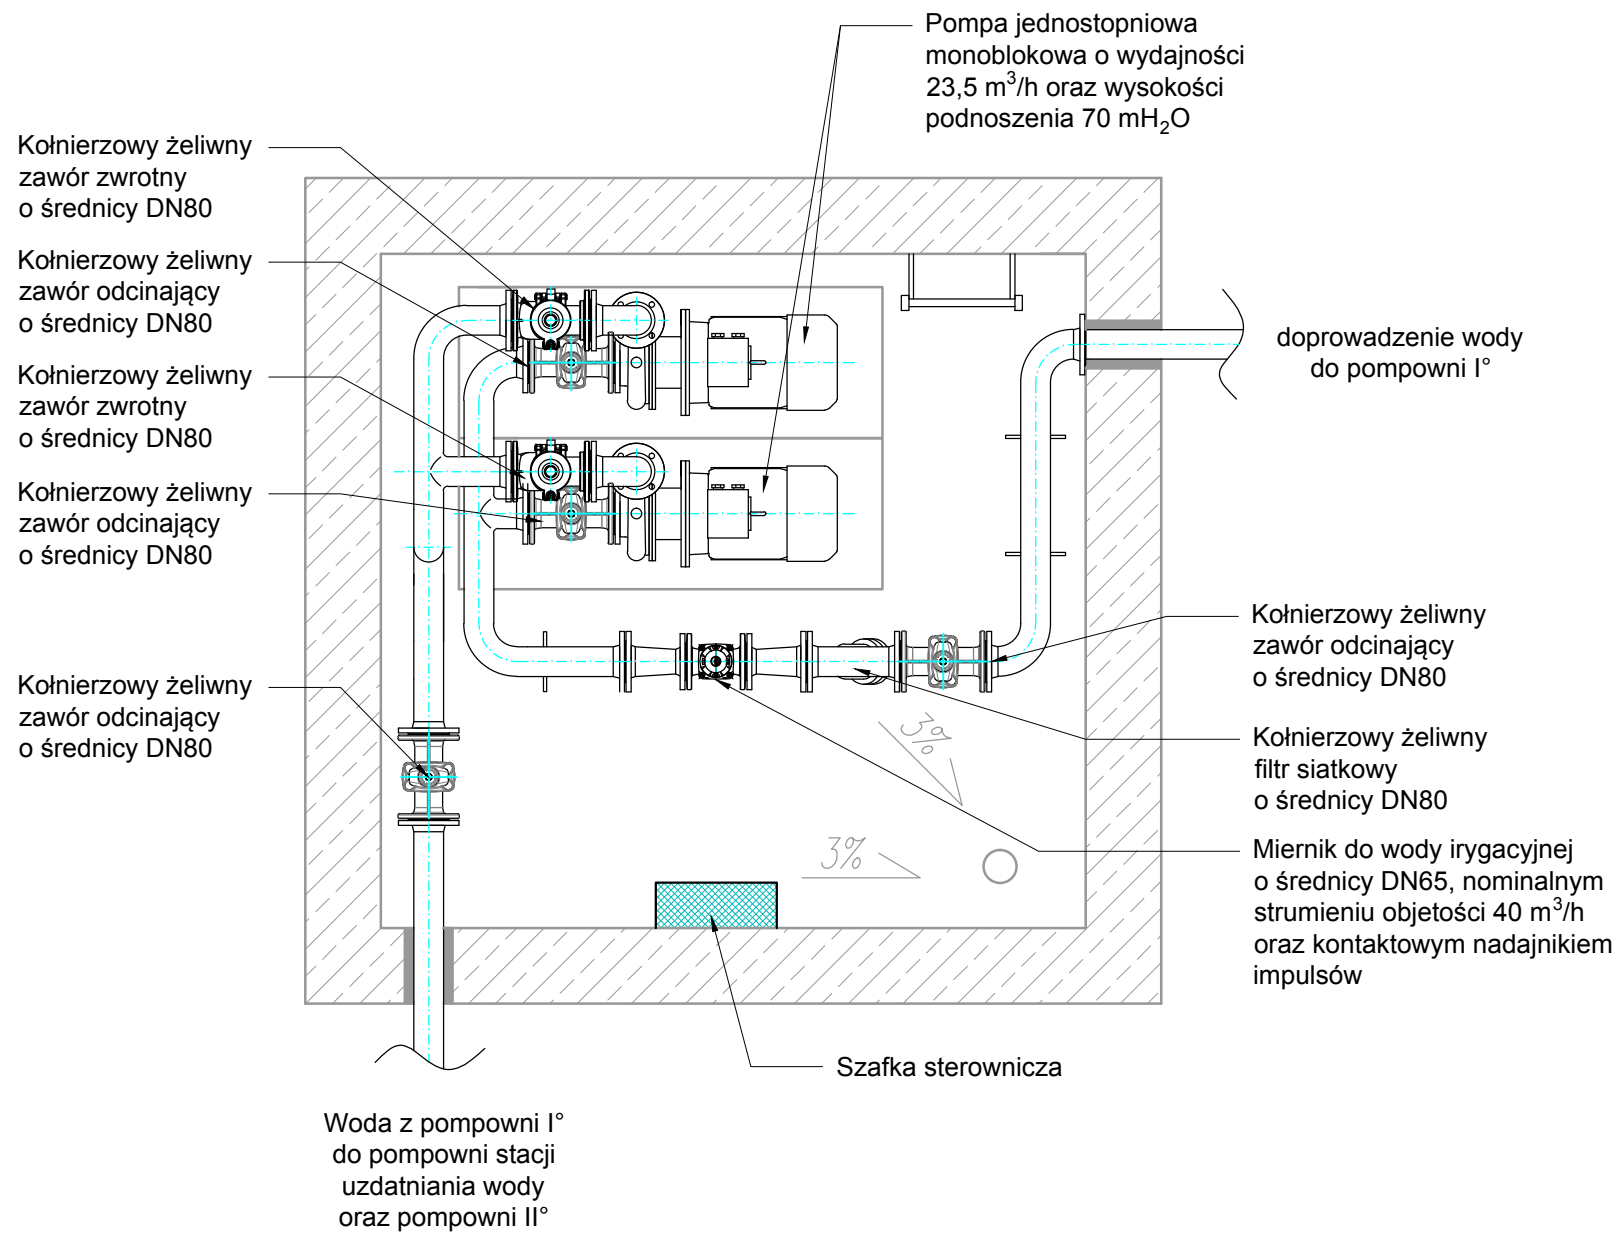 Pompa jednostopniowa
monoblokowa o wydajności
23,5 m³/h oraz wysokości
podnoszenia 70 mH₂O
Kołnierzowy żeliwny
zawór zwrotny
o średnicy DN80
Kołnierzowy żeliwny
zawór odcinający
o średnicy DN80
Kołnierzowy żeliwny
zawór zwrotny
o średnicy DN80
Kołnierzowy żeliwny
zawór odcinający
o średnicy DN80
Kołnierzowy żeliwny
zawór odcinający
o średnicy DN80
doprowadzenie wody
do pompowni I°
Kołnierzowy żeliwny
zawór odcinający
o średnicy DN80
Kołnierzowy żeliwny
filtr siatkowy
o średnicy DN80
Miernik do wody irygacyjnej
o średnicy DN65, nominalnym
strumieniu objetości 40 m³/h
oraz kontaktowym nadajnikiem
impulsów
3%
3%
Szafka sterownicza
Woda z pompowni I°
do pompowni stacji
uzdatniania wody
oraz pompowni II°